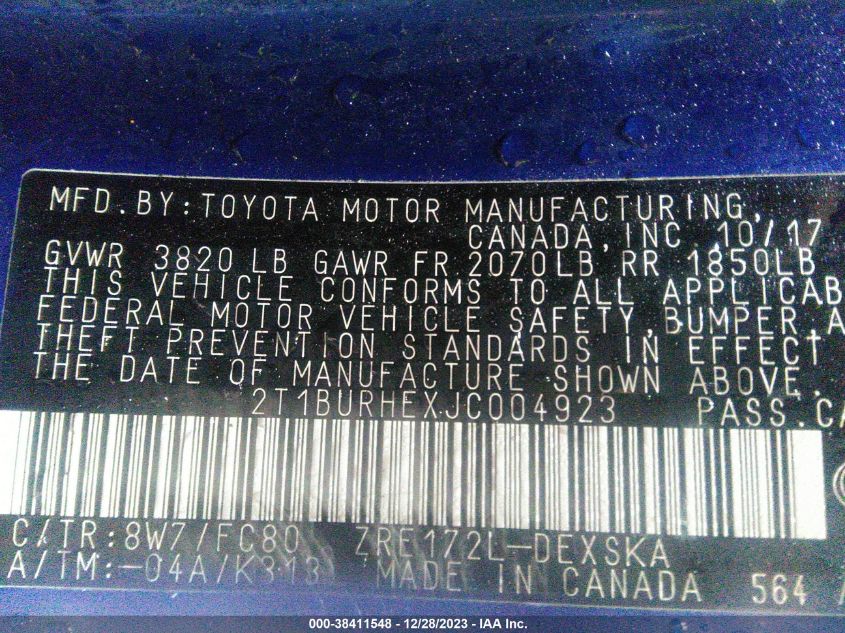 MFD.BY:TOYOTA MOTOR MANUFACTURING,
CANADA,INC. 10/17
GVWR 3820 LB GAWR FR 2070LB RR 1850LB
THIS VEHICLE CONFORMS TO ALL APPLICAB
FEDERAL MOTOR VEHICLE SAFETY, BUMPER, A
THEFT PREVENTION STANDARDS IN EFFECT
THE DATE OF MANUFACTURE SHOWN ABOVE.
2T1BURHEXJC004923 PASS.CA
C/TR:8W7/FC80 ZRE172L-DEXSKA
A/TM:-04A/K313 MADE IN CANADA 564 A
000-38411548 - 12/28/2023 - IAA Inc.